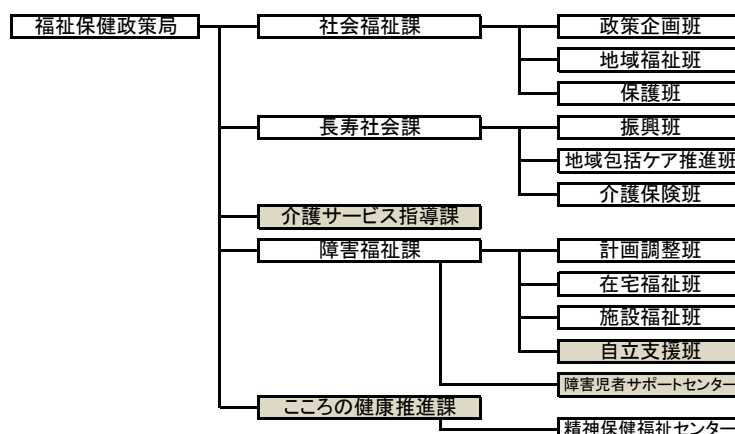 福祉保健政策局
社会福祉課
政策企画班
地域福祉班
保護班
長寿社会課
振興班
地域包括ケア推進班
介護保険班
介護サービス指導課
障害福祉課
計画調整班
在宅福祉班
施設福祉班
自立支援班
障害児者サポートセンター
こころの健康推進課
精神保健福祉センター